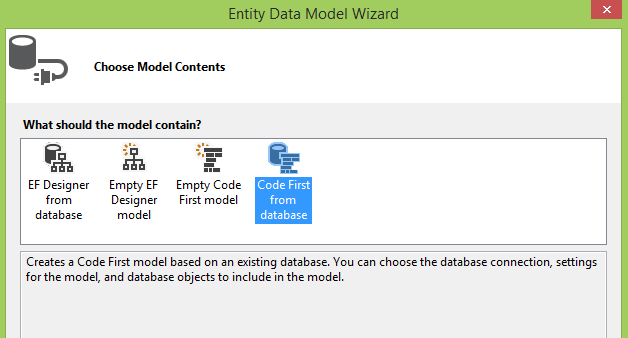 Entity Data Model Wizard
Choose Model Contents
What should the model contain?
EF Designer
from
database
Empty EF
Designer
model
Empty Code
First model
Code First
from
database
Creates a Code First model based on an existing database. You can choose the database connection, settings
for the model, and database objects to include in the model.